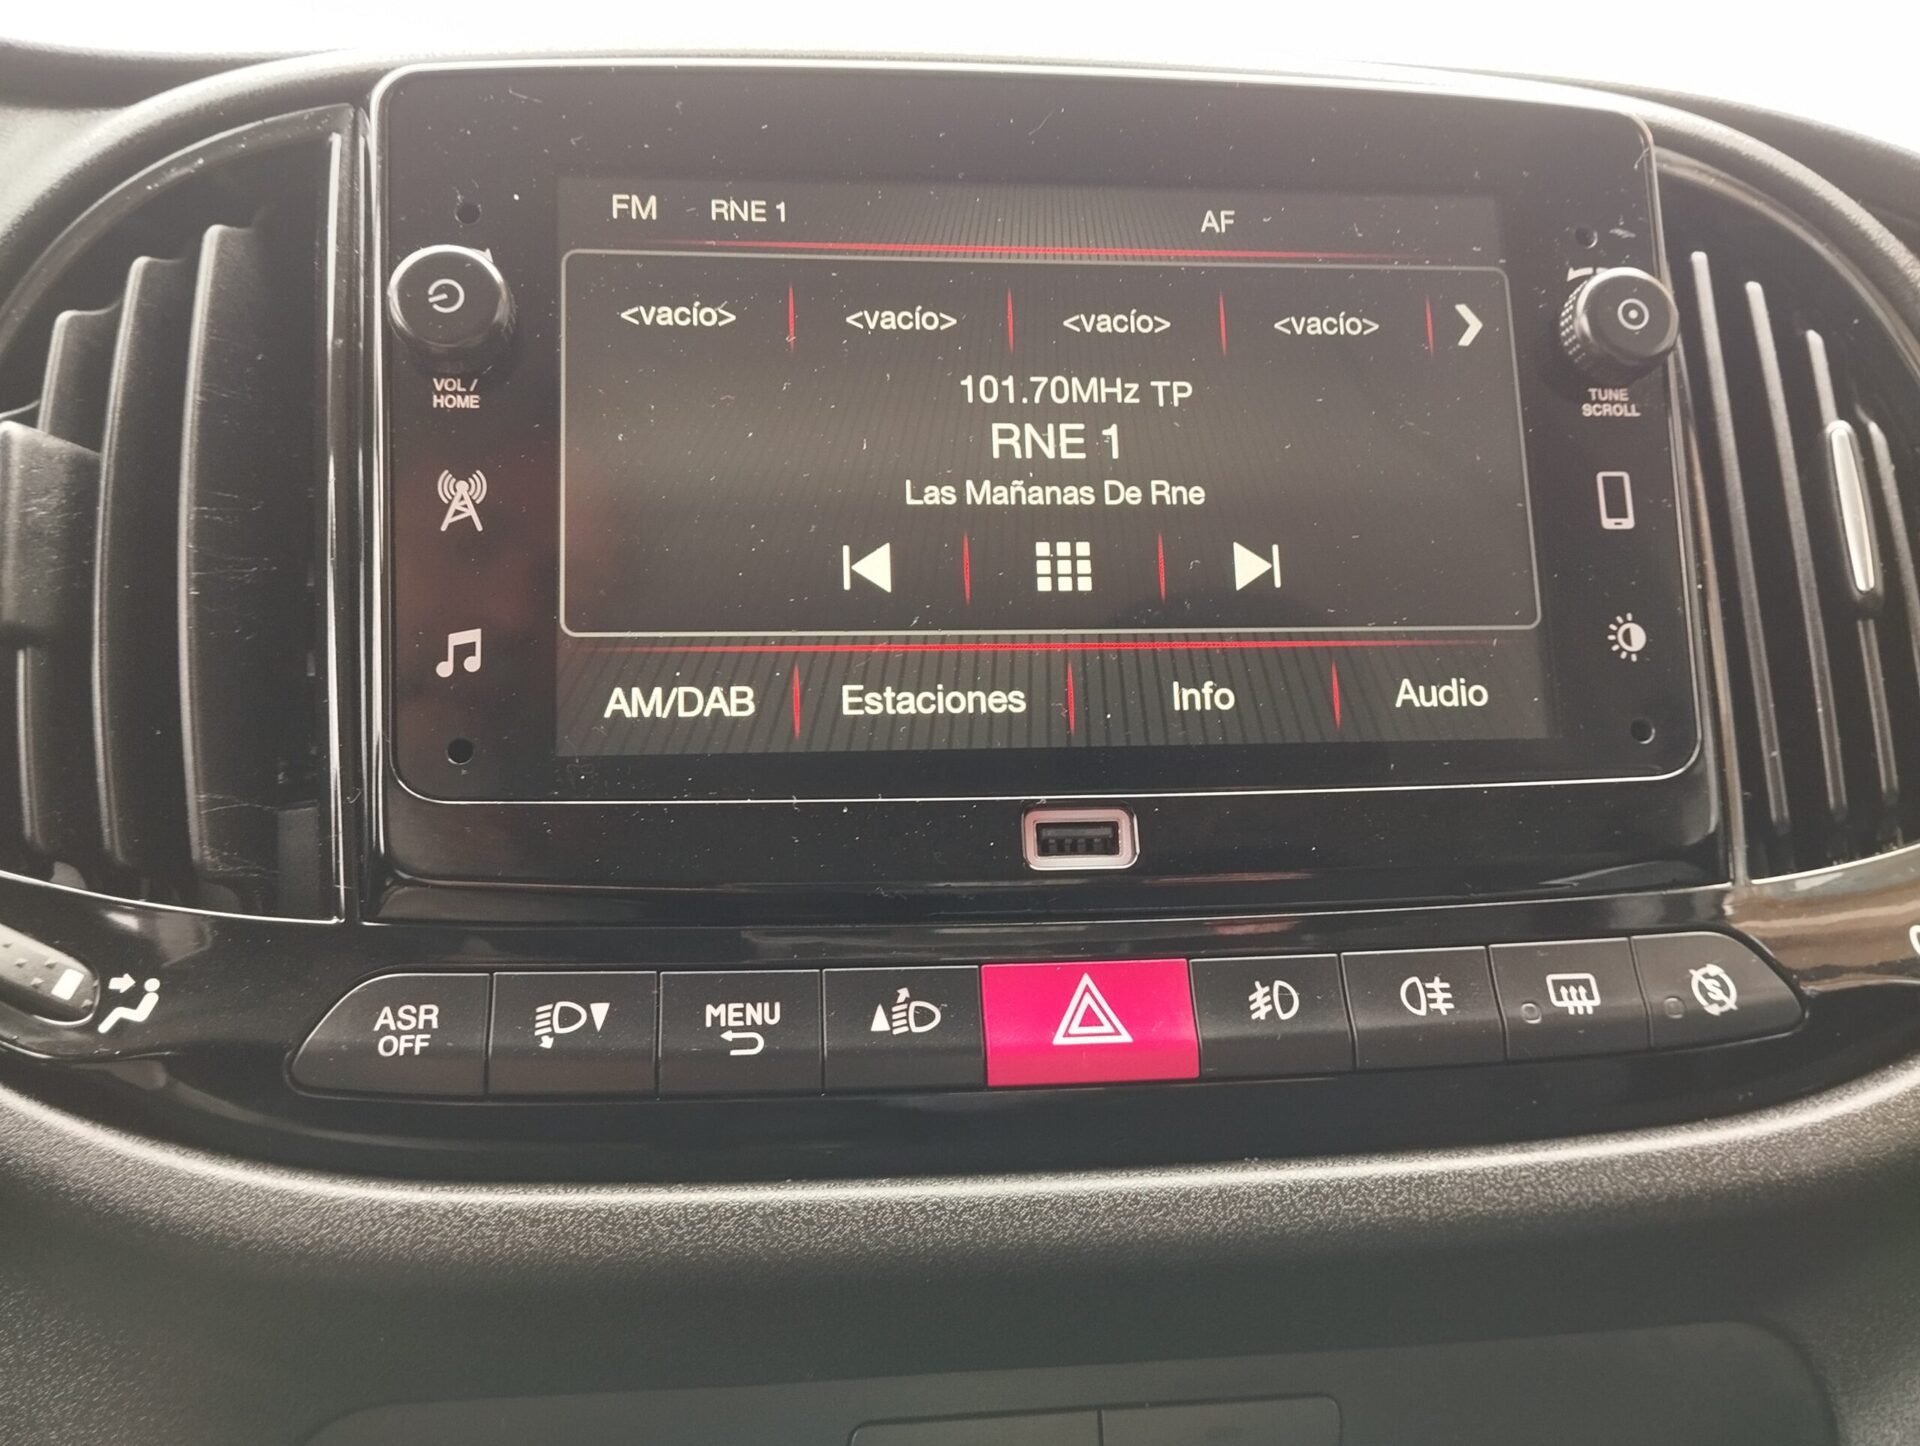 FM RNE 1 AF
<vacío> <vacío> <vacío> <vacío>
101.70MHz TP
RNE 1
Las Mañanas De Rne
AM/DAB Estaciones Info Audio
VOL /
HOME
TUNE
SCROLL
ASR
OFF
MENU